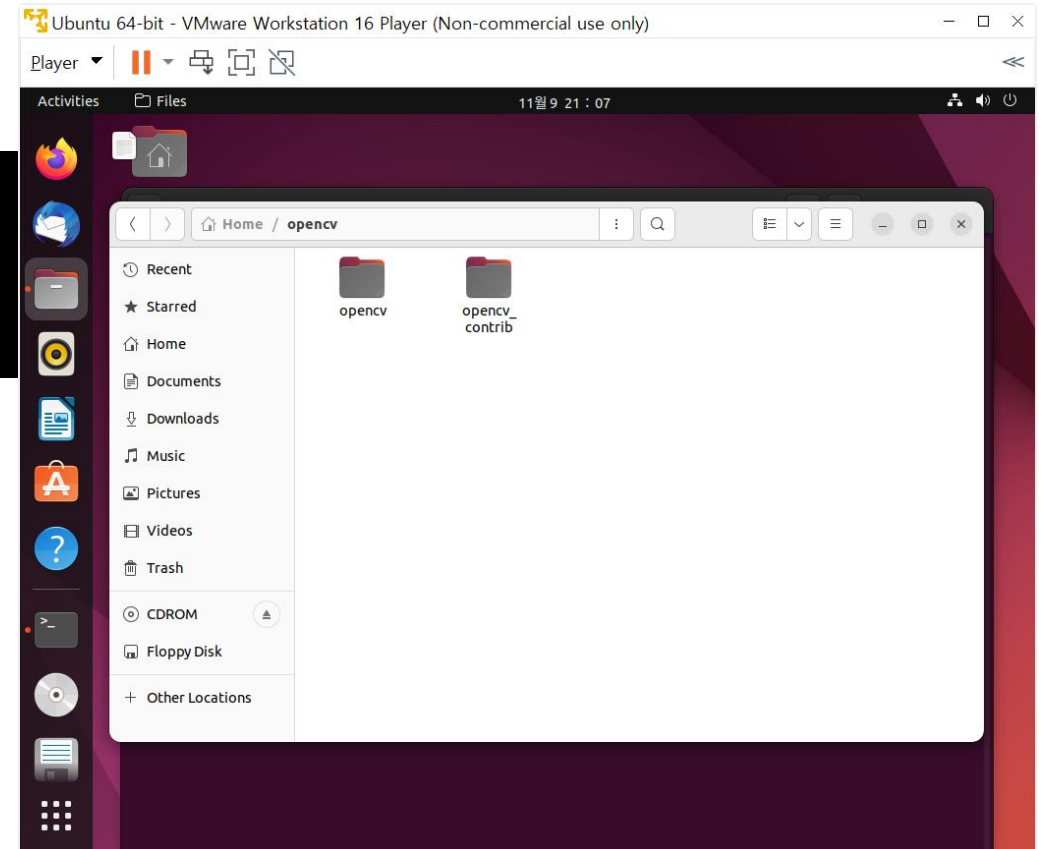 Ubuntu 64-bit - VMware Workstation 16 Player (Non-commercial use only)
Player
Activities
Files
11월 9 21 : 07
Home / opencv
Recent
Starred
Home
Documents
Downloads
Music
Pictures
Videos
Trash
CDROM
Floppy Disk
+ Other Locations
opencv
opencv_
contrib